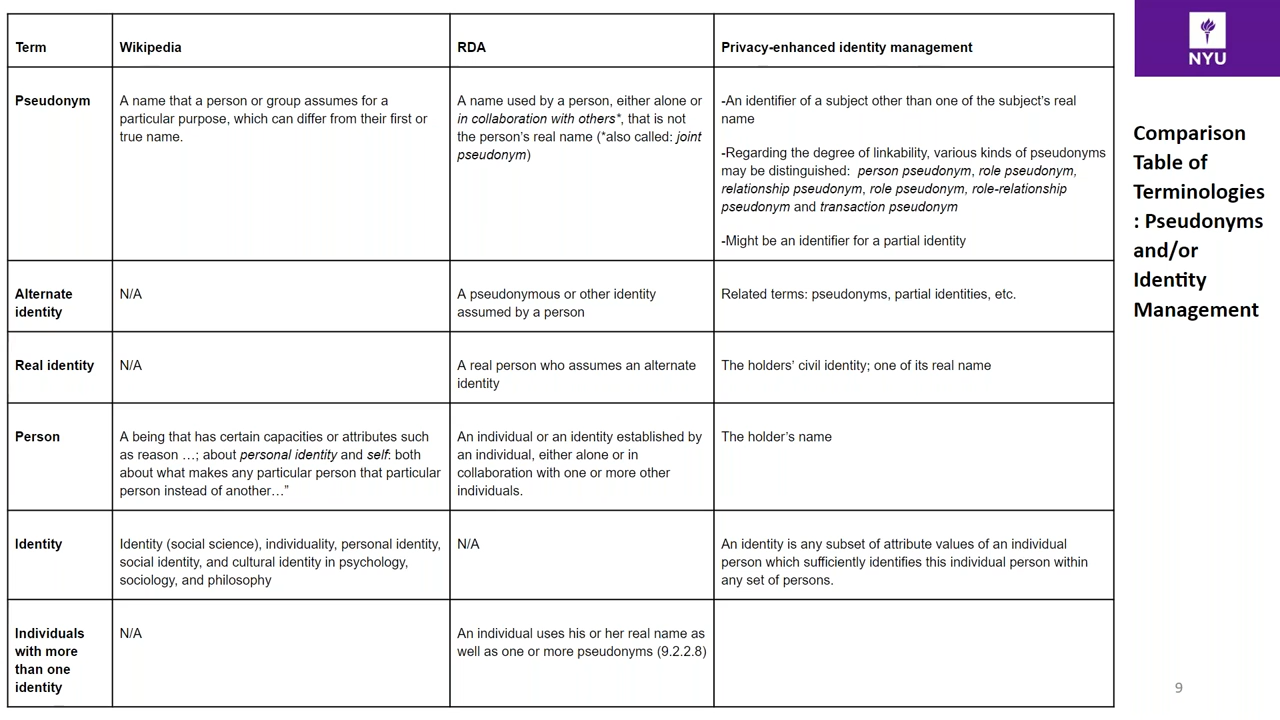 Term
Wikipedia
RDA
Privacy-enhanced identity management
Pseudonym
A name that a person or group assumes for a
particular purpose, which can differ from their first or
true name.
A name used by a person, either alone or
in collaboration with others*, that is not
the person's real name (*also called: joint
pseudonym)
-An identifier of a subject other than one of the subject's real
name
-Regarding the degree of linkability, various kinds of pseudonyms
may be distinguished: person pseudonym, role pseudonym,
relationship pseudonym, role pseudonym, role-relationship
pseudonym and transaction pseudonym
-Might be an identifier for a partial identity
Alternate
identity
N/A
A pseudonymous or other identity
assumed by a person
Related terms: pseudonyms, partial identities, etc.
Real identity
N/A
A real person who assumes an alternate
identity
The holders' civil identity; one of its real name
Person
A being that has certain capacities or attributes such
as reason …; about personal identity and self: both
about what makes any particular person that particular
person instead of another…”
An individual or an identity established by
an individual, either alone or in
collaboration with one or more other
individuals.
The holder's name
Identity
Identity (social science), individuality, personal identity,
social identity, and cultural identity in psychology,
sociology, and philosophy
N/A
An identity is any subset of attribute values of an individual
person which sufficiently identifies this individual person within
any set of persons.
Individuals
with more
than one
identity
N/A
An individual uses his or her real name as
well as one or more pseudonyms (9.2.2.8)
NYU
Comparison
Table of
Terminologies
: Pseudonyms
and/or
Identity
Management
9